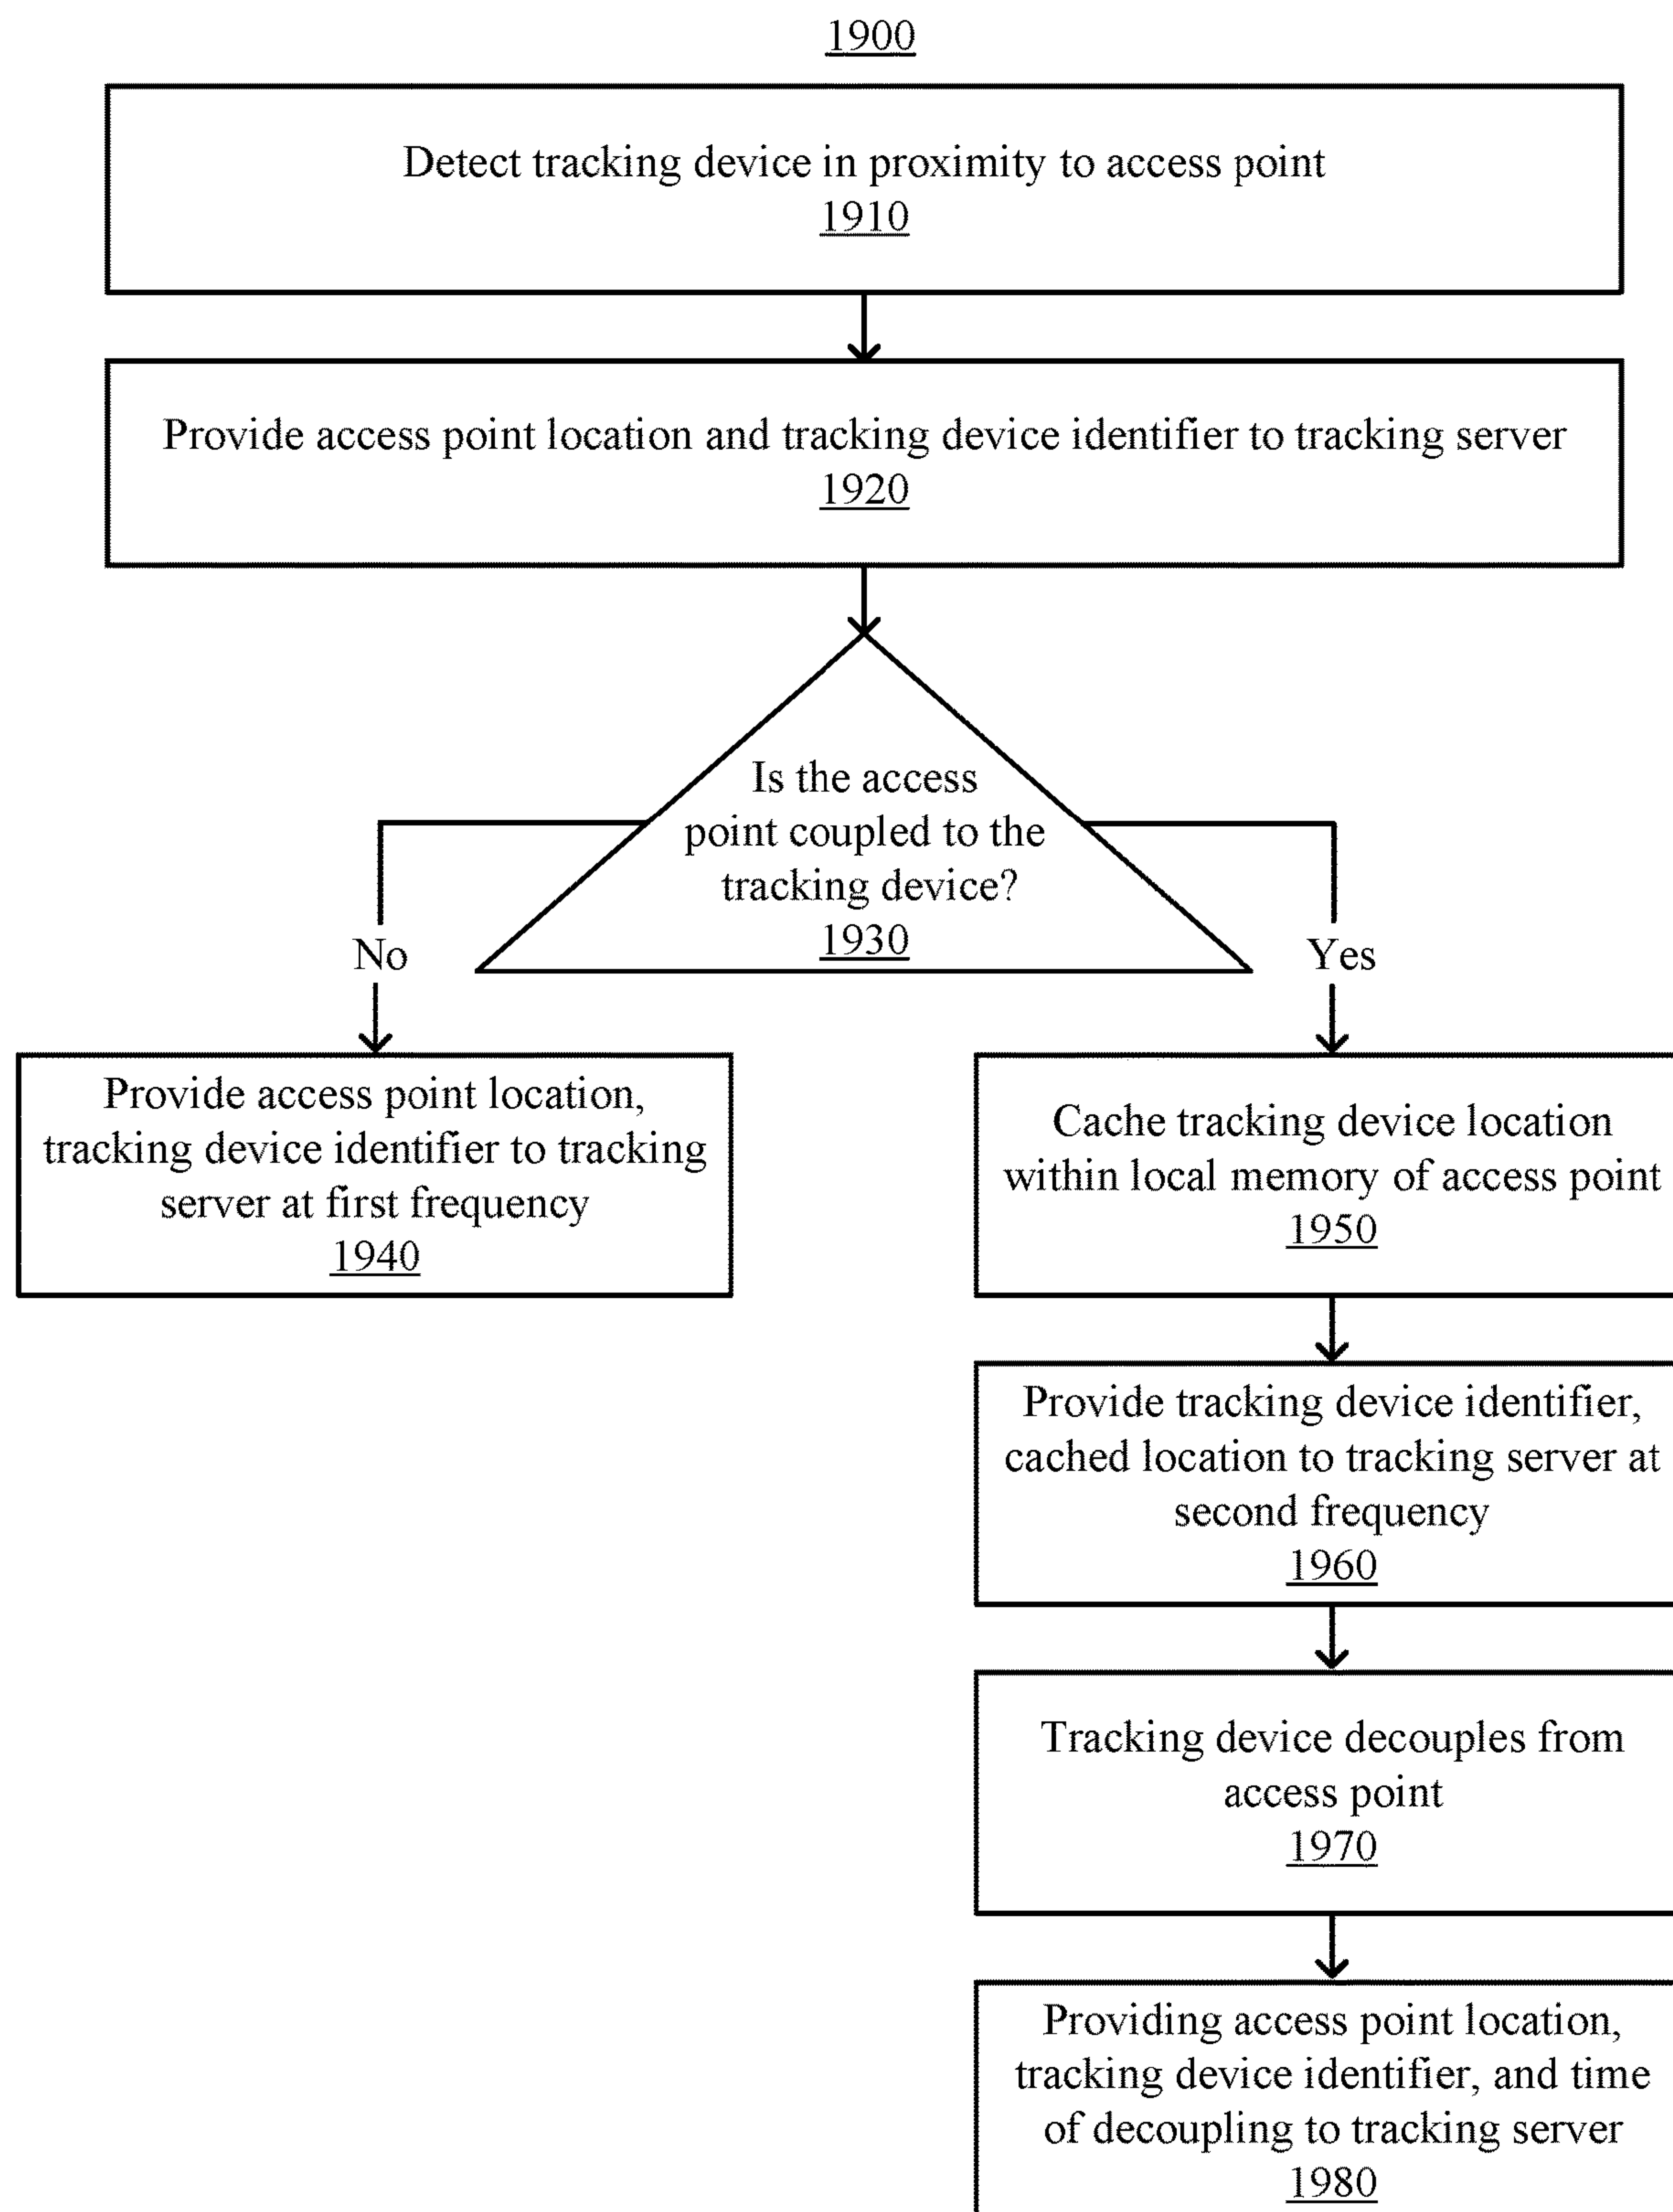 1900
Detect tracking device in proximity to access point
1910
Provide access point location and tracking device identifier to tracking server
1920
Is the access
point coupled to the
tracking device?
1930
No
Yes
Provide access point location,
tracking device identifier to tracking
server at first frequency
1940
Cache tracking device location
within local memory of access point
1950
Provide tracking device identifier,
cached location to tracking server at
second frequency
1960
Tracking device decouples from
access point
1970
Providing access point location,
tracking device identifier, and time
of decoupling to tracking server
1980